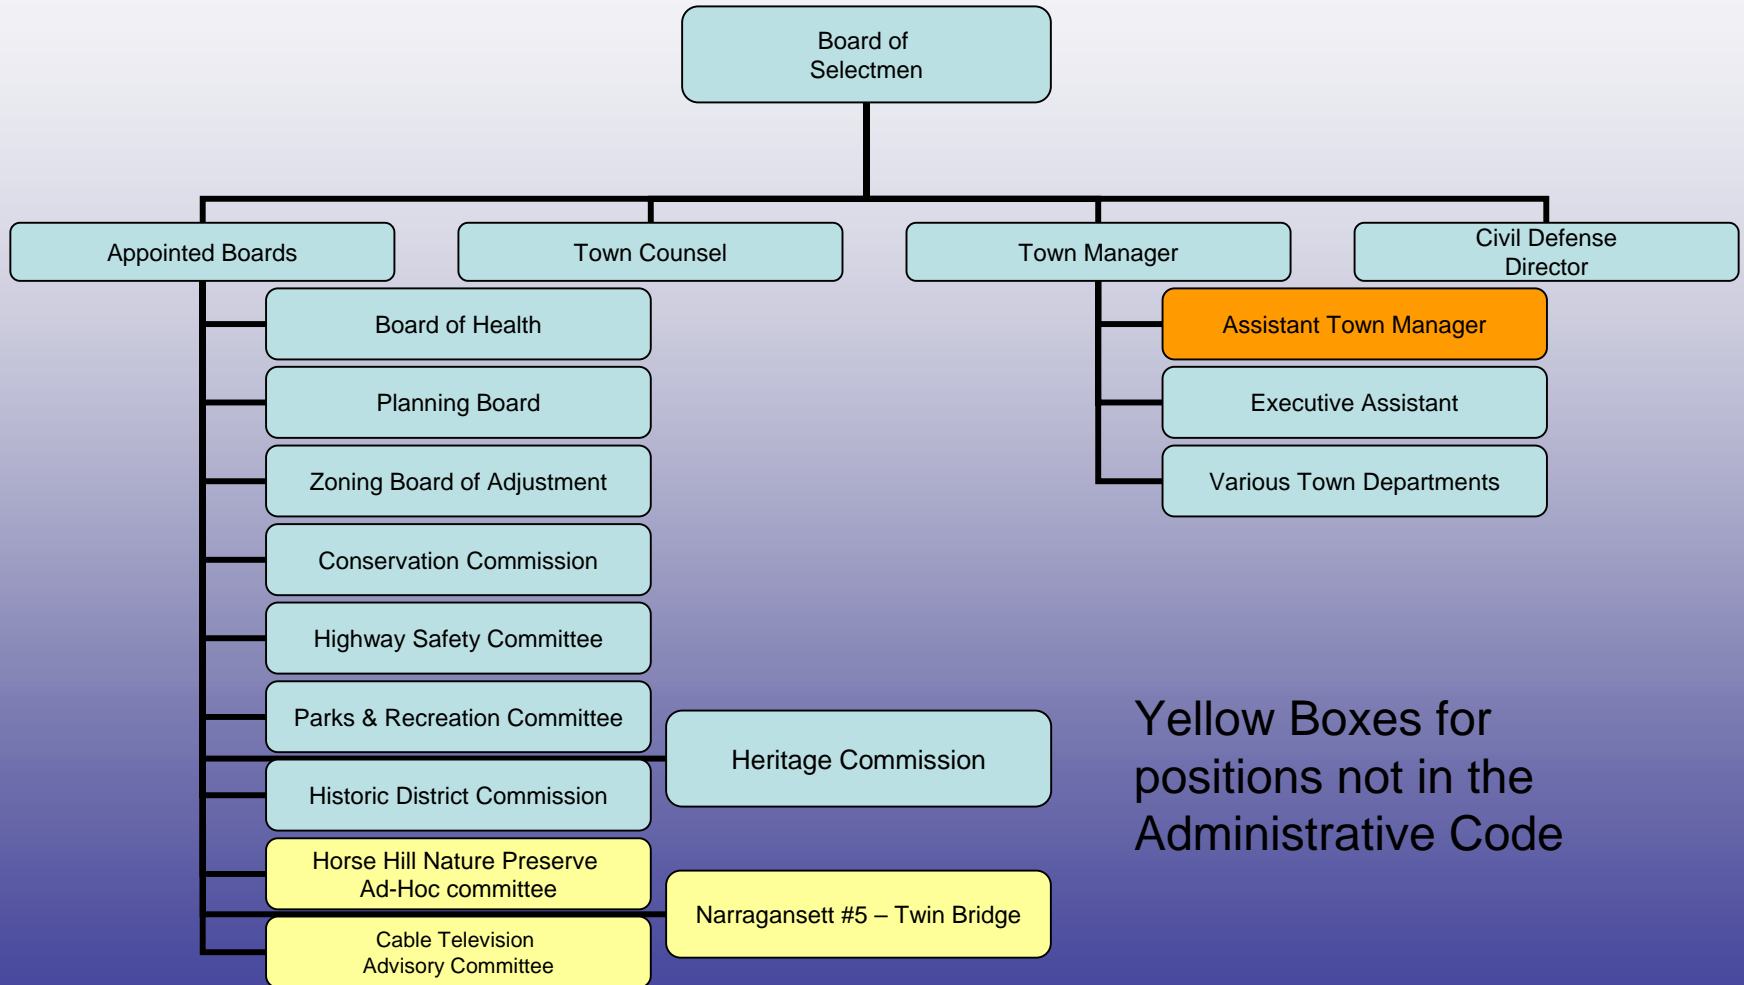 Board of
Selectmen
Appointed Boards
Town Counsel
Town Manager
Civil Defense
Director
Board of Health
Planning Board
Zoning Board of Adjustment
Conservation Commission
Highway Safety Committee
Parks & Recreation Committee
Heritage Commission
Historic District Commission
Horse Hill Nature Preserve
Ad-Hoc committee
Narragansett #5 – Twin Bridge
Cable Television
Advisory Committee
Assistant Town Manager
Executive Assistant
Various Town Departments
Yellow Boxes for
positions not in the
Administrative Code